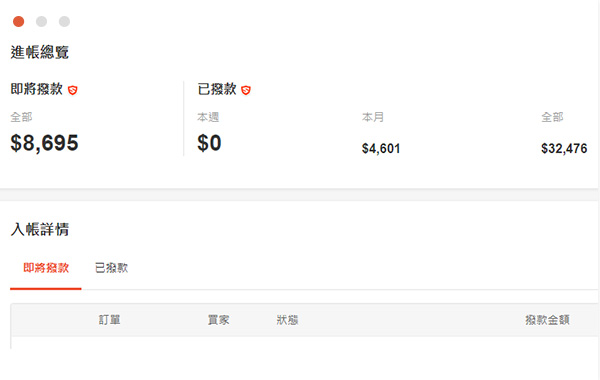 進帳總覽
即將撥款 已撥款
全部 本週 本月 全部
$8,695 $0 $4,601 $32,476
入帳詳情
即將撥款 已撥款
訂單 買家 狀態 撥款金額